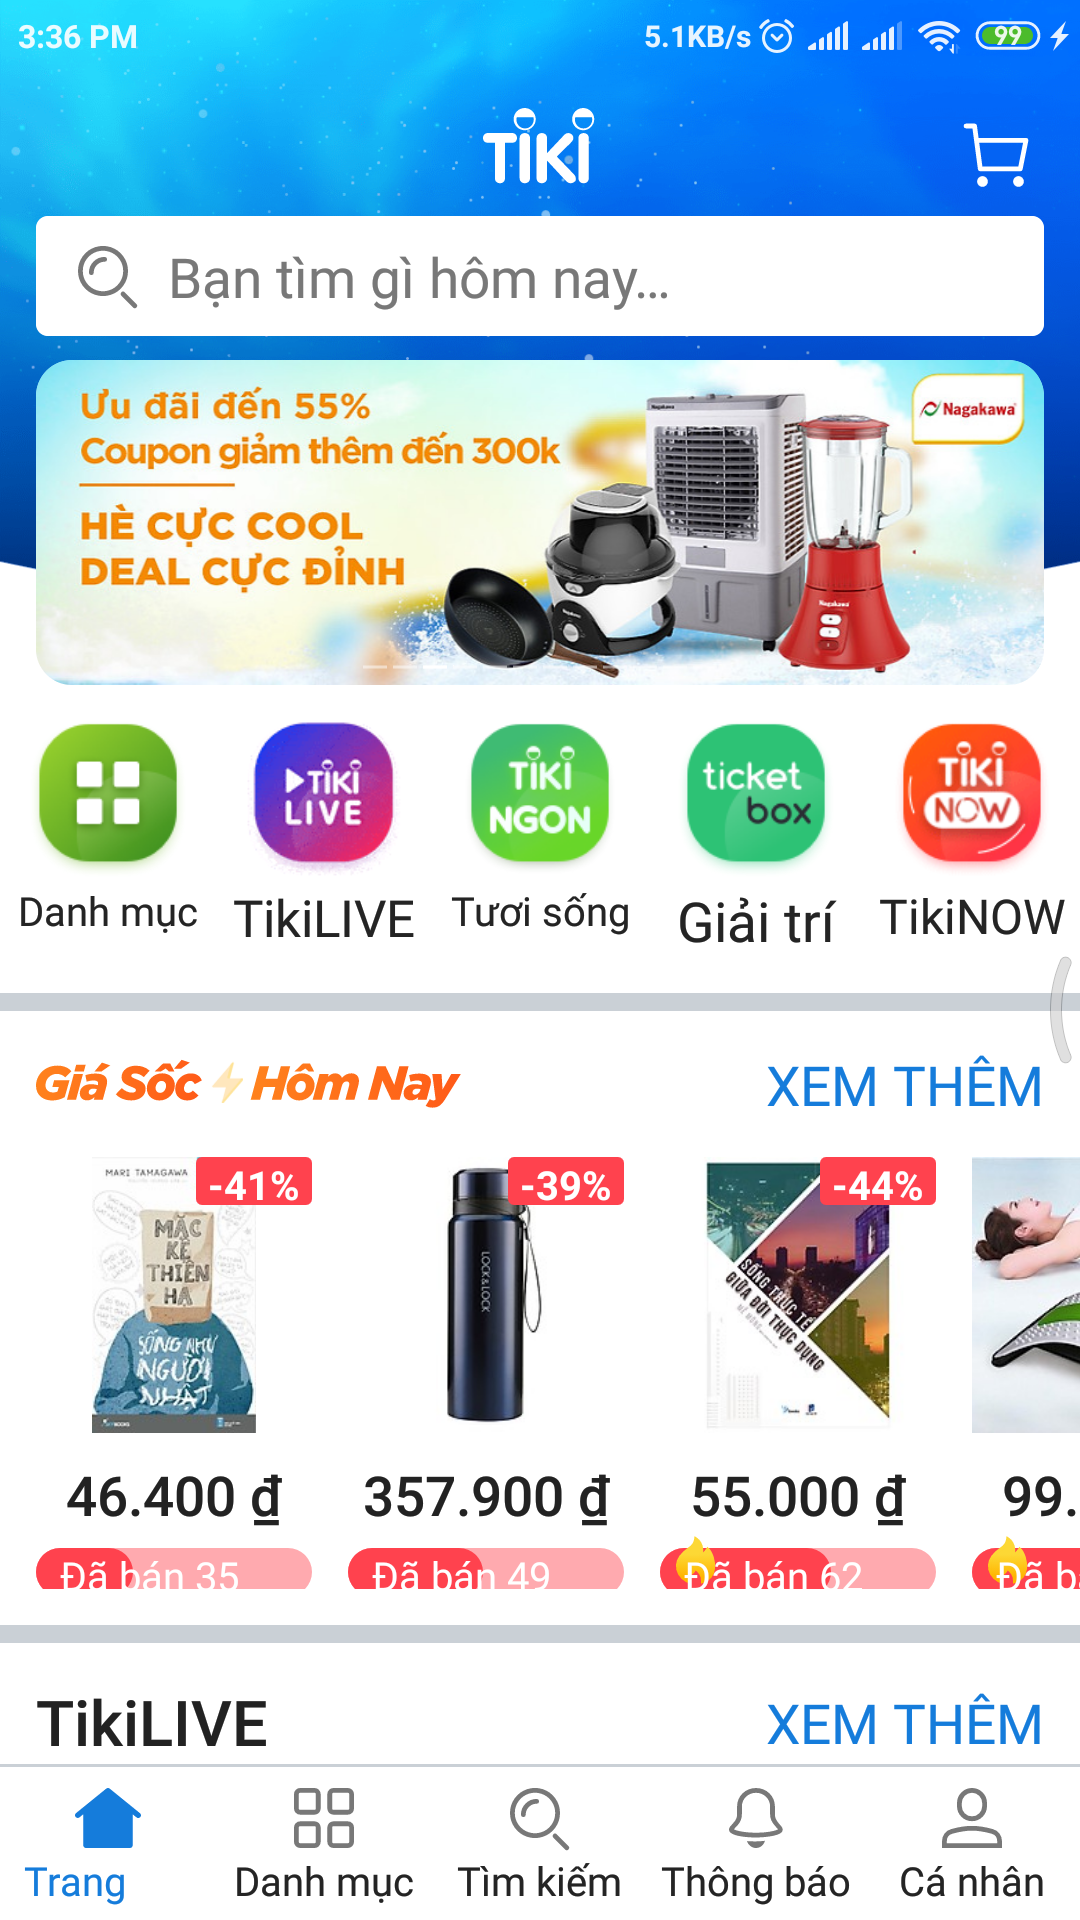 3:36 PM 5.1KB/s 99
TiKi
Bạn tìm gì hôm nay...
Ưu đãi đến 55%
Coupon giảm thêm đến 300k
HÈ CỰC COOL
DEAL CỰC ĐỈNH
Nagakawa
Nagakawa
Nagakawa
Nagakawa
TiKi LIVE
TiKi NGON
ticket box
TiKi NOW
Danh mục TikiLIVE Tươi sống Giải trí TikiNOW
Giá Sốc Hôm Nay XEM THÊM
-41% -39% -44%
MARI TAMAGAWA
MẶC
KỆ
THIÊN
HẠ
SỐNG NHƯ
NGƯỜI
NHẬT
LOCK&LOCK
SỐNG THỰC TẾ
GIỮA ĐỜI THỰC DỤNG
46.400 ₫ 357.900 ₫ 55.000 ₫ 99.
Đã bán 35 Đã bán 49 Đã bán 62 Đã b
TikiLIVE XEM THÊM
Trang Danh mục Tìm kiếm Thông báo Cá nhân